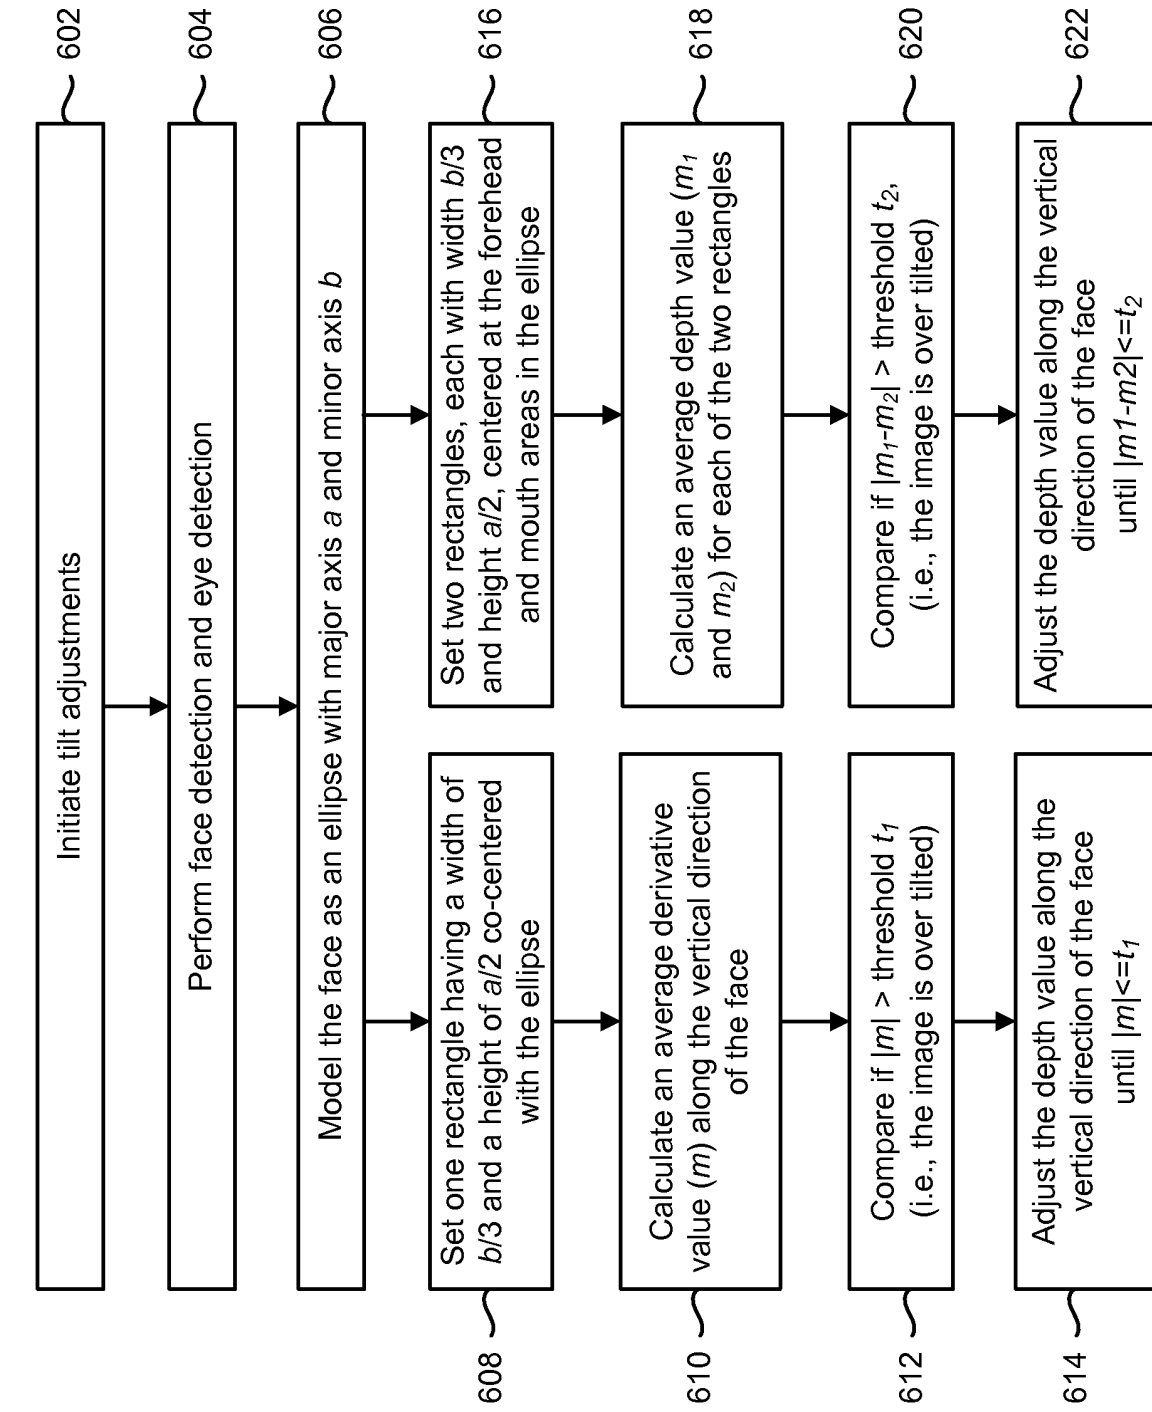 Initiate tilt adjustments
602
Perform face detection and eye detection
604
Model the face as an ellipse with major axis a and minor axis b
606
608
Set one rectangle having a width of
b/3 and a height of a/2 co-centered
with the ellipse
610
Calculate an average derivative
value (m) along the vertical direction
of the face
612
Compare if |m| > threshold t1
(i.e., the image is over tilted)
614
Adjust the depth value along the
vertical direction of the face
until |m|<=t1
Set two rectangles, each with width b/3
and height a/2, centered at the forehead
and mouth areas in the ellipse
616
Calculate an average depth value (m1
and m2) for each of the two rectangles
618
Compare if |m1-m2| > threshold t2,
(i.e., the image is over tilted)
620
Adjust the depth value along the vertical
direction of the face
until |m1-m2|<=t2
622